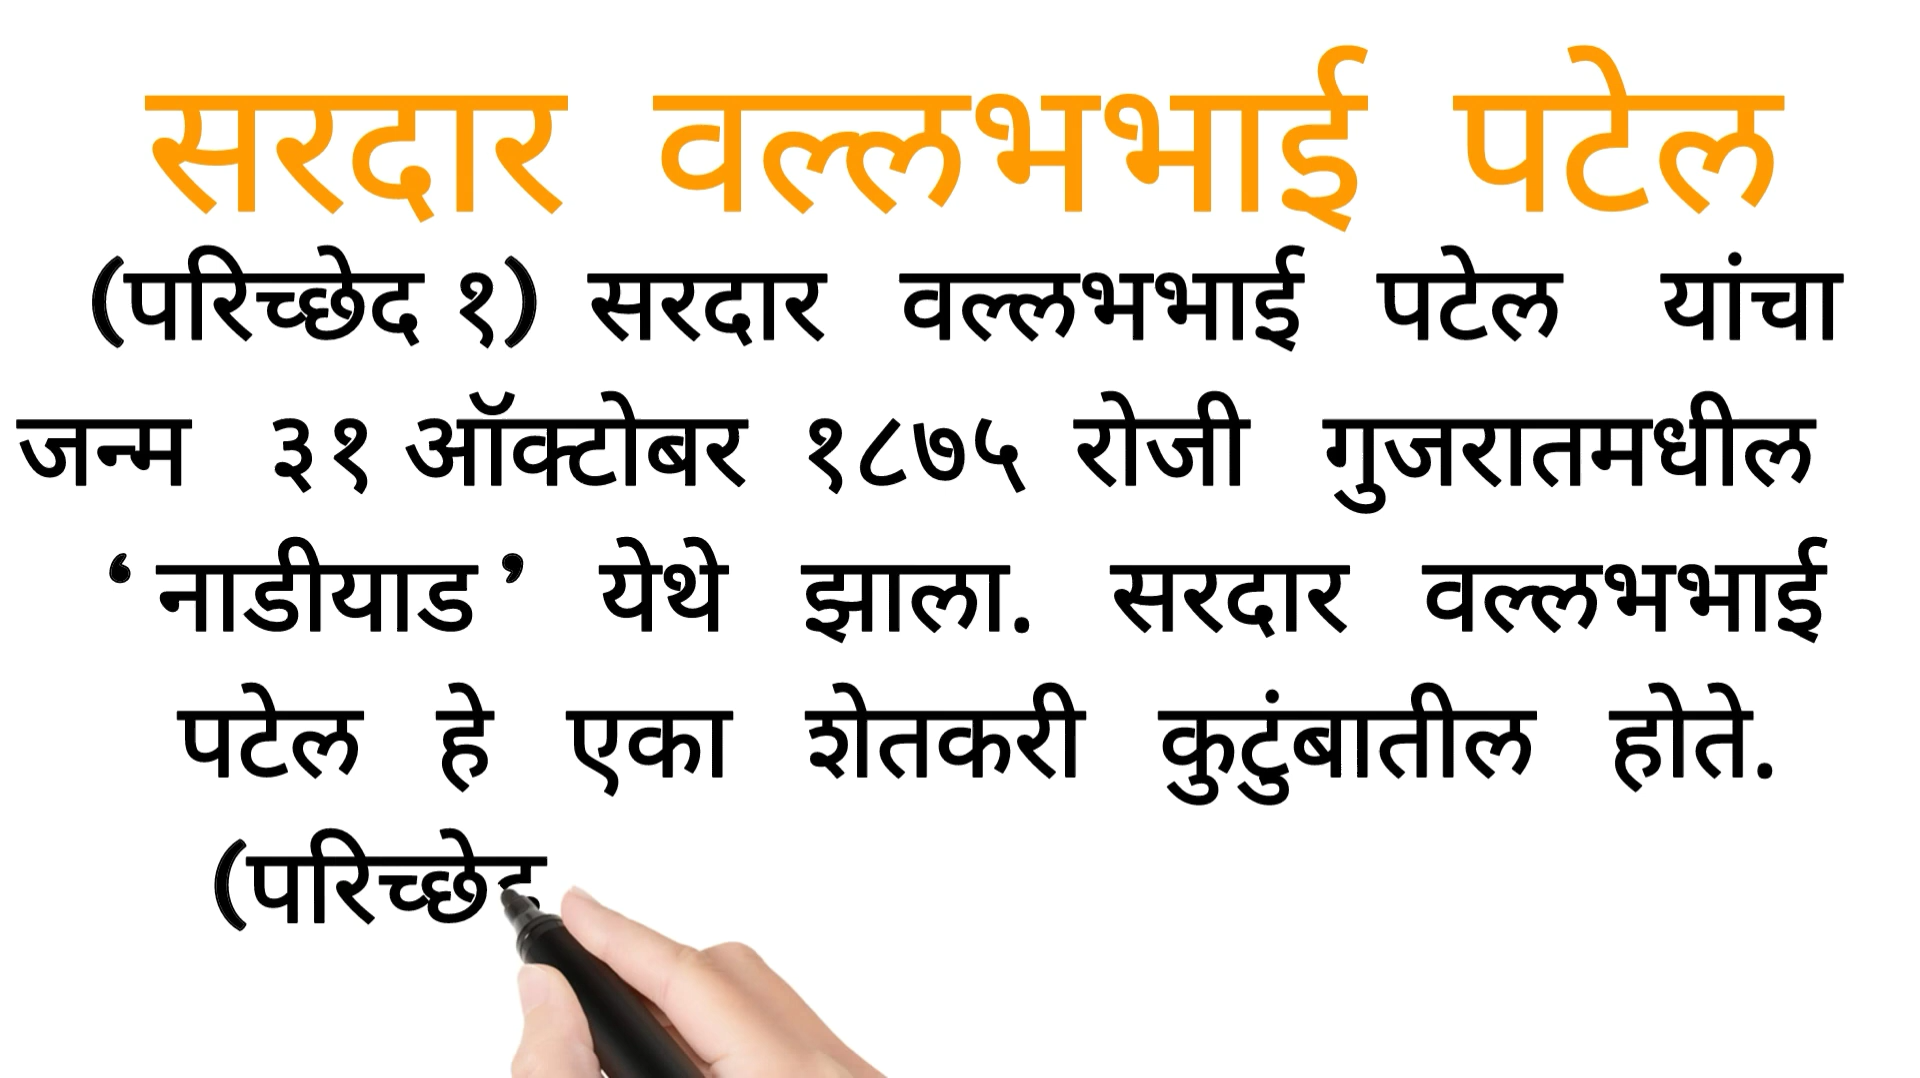 सरदार वल्लभभाई पटेल
(परिच्छेद १) सरदार वल्लभभाई पटेल यांचा
जन्म ३१ ऑक्टोबर १८७५ रोजी गुजरातमधील
‘ नाडीयाड ’ येथे झाला. सरदार वल्लभभाई
पटेल हे एका शेतकरी कुटुंबातील होते.
(परिच्छेद